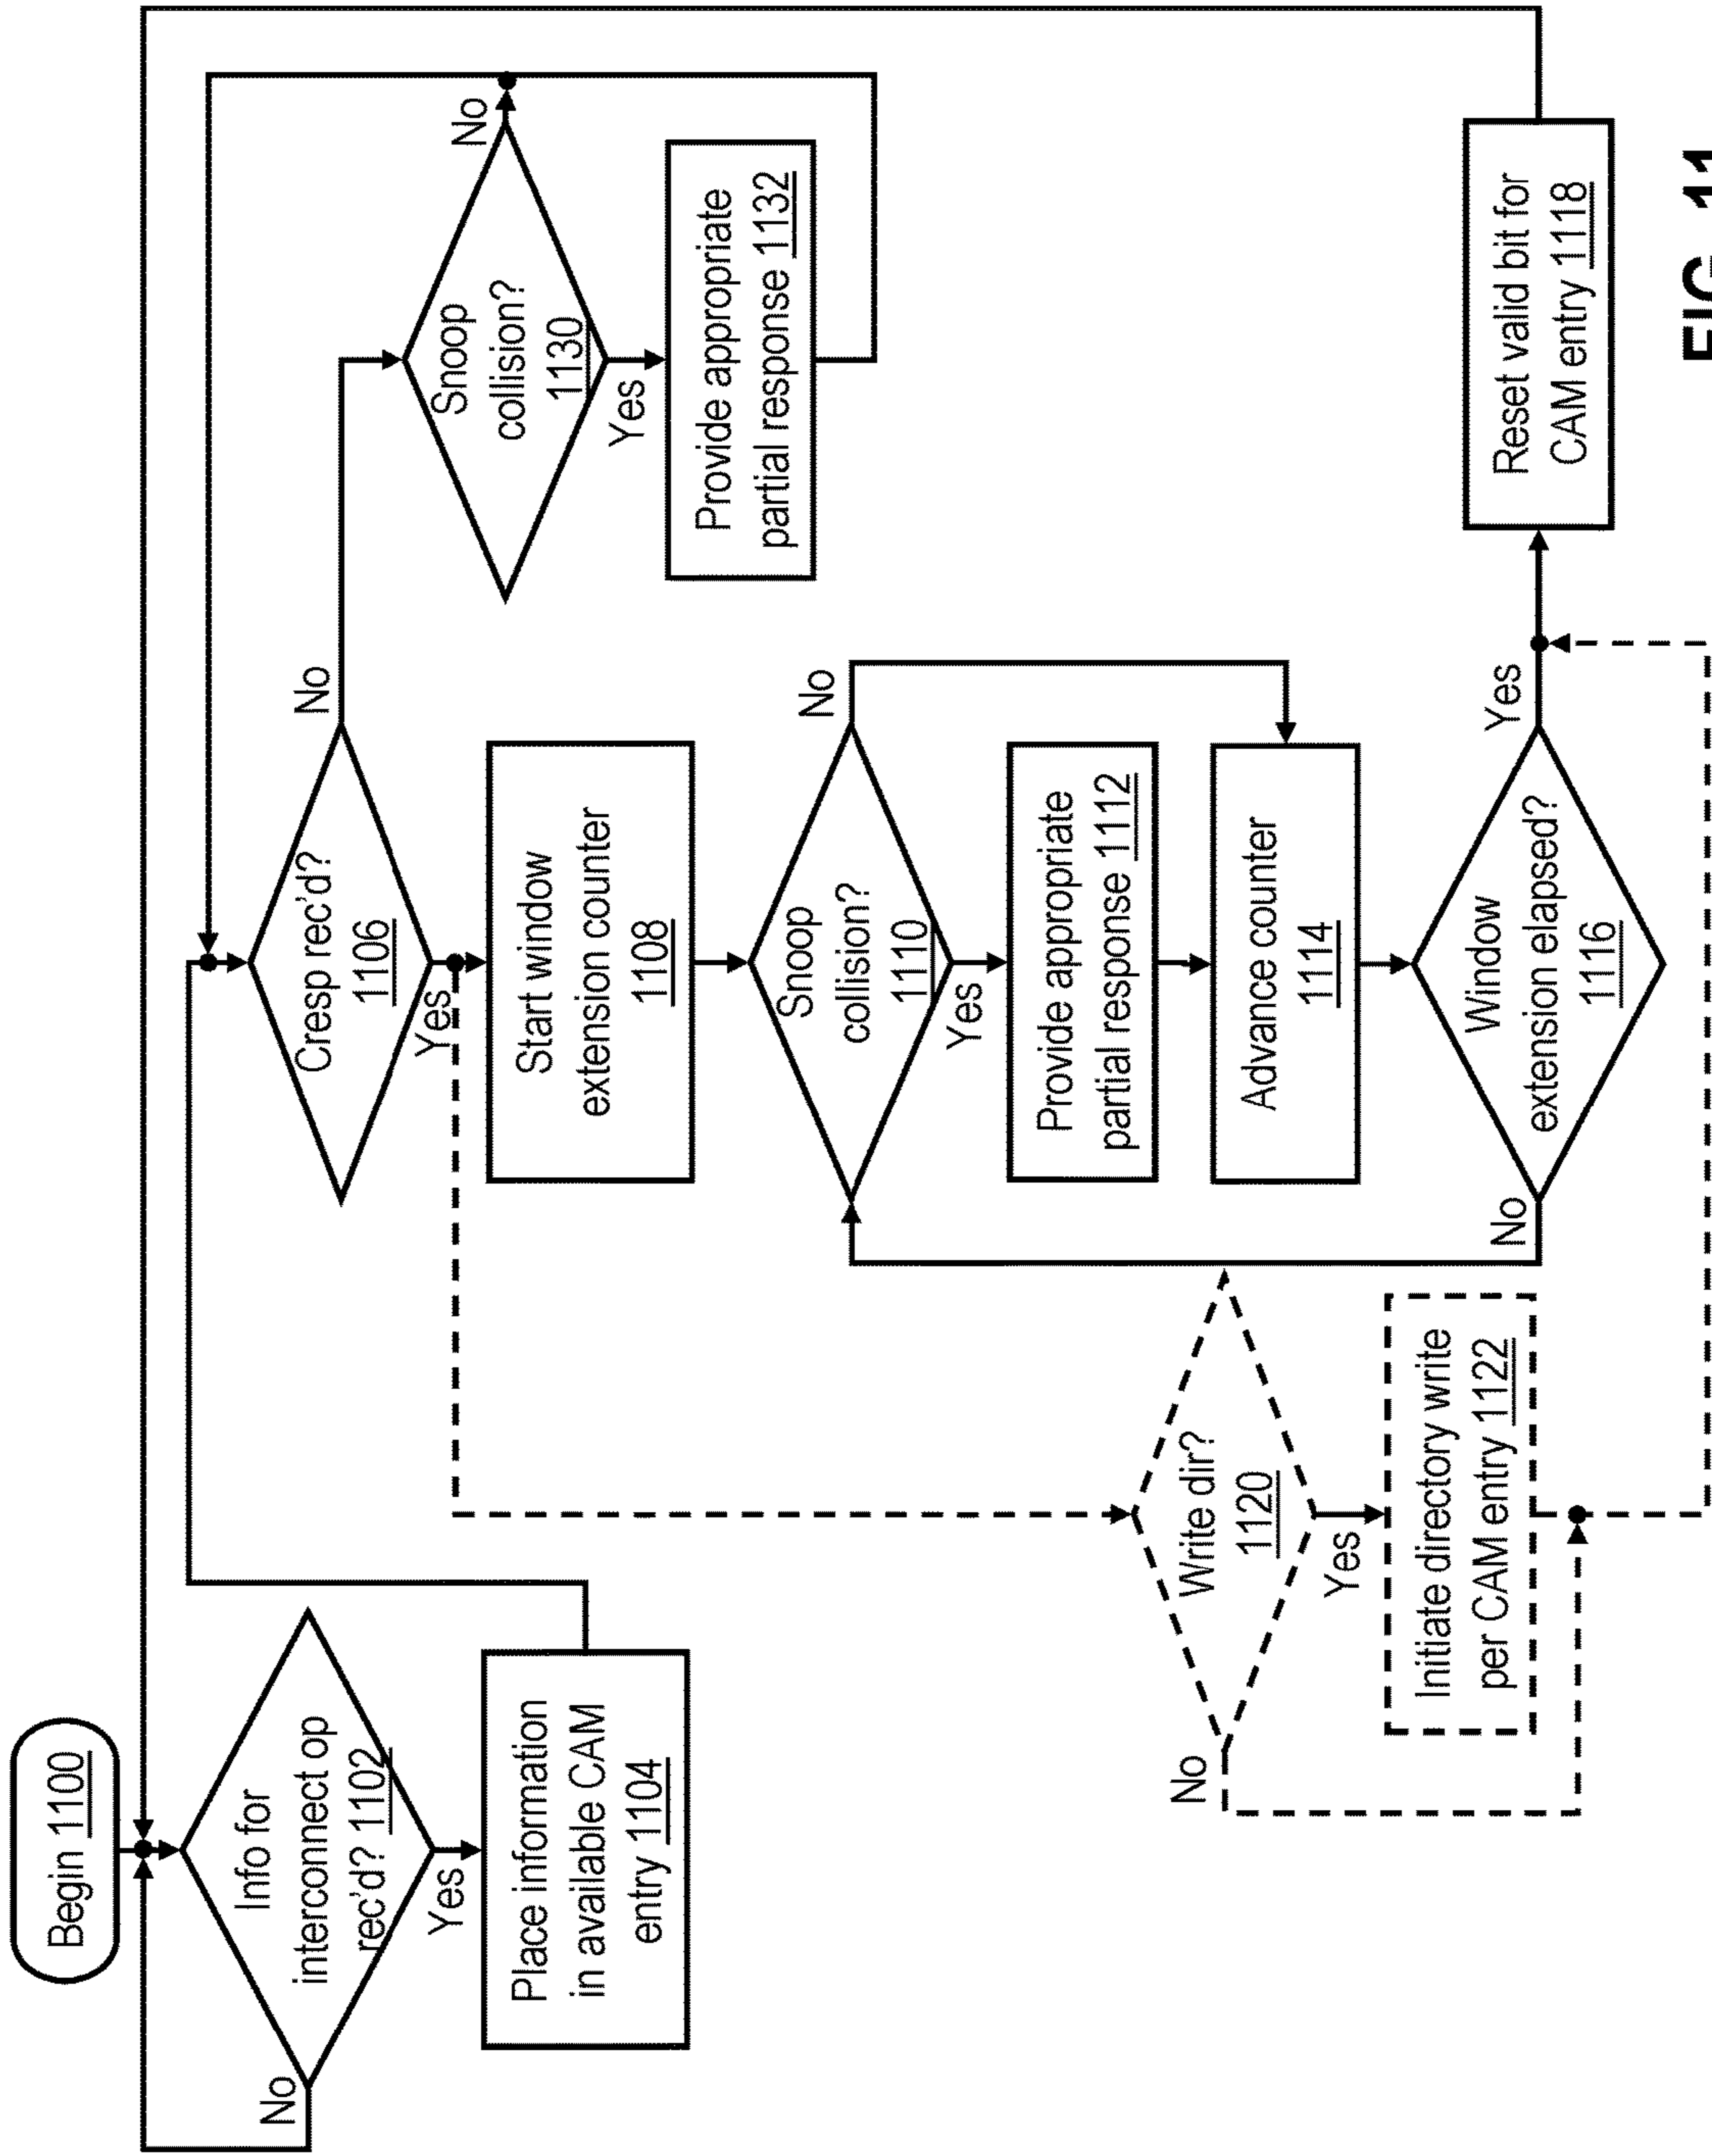 Begin 1100
Info for
interconnect op
rec'd? 1102
No
Yes
Place information
in available CAM
entry 1104
Cresp rec'd?
1106
No
Yes
Start window
extension counter
1108
Snoop
collision?
1110
No
Yes
Provide appropriate
partial response 1112
Advance counter
1114
Window
extension elapsed?
1116
No
Yes
Reset valid bit for
CAM entry 1118
Write dir?
1120
No
Yes
Initiate directory write
per CAM entry 1122
Snoop
collision?
1130
No
Yes
Provide appropriate
partial response 1132
FIG. 11